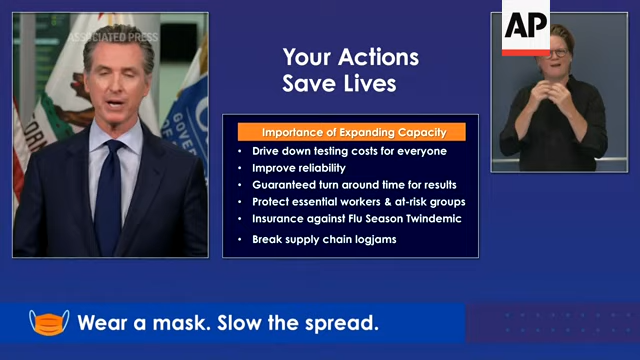 ASSOCIATED PRESS
AP
Your Actions
Save Lives
Importance of Expanding Capacity
• Drive down testing costs for everyone
• Improve reliability
• Guaranteed turn around time for results
• Protect essential workers & at-risk groups
• Insurance against Flu Season Twindemic
• Break supply chain logjams
Wear a mask. Slow the spread.